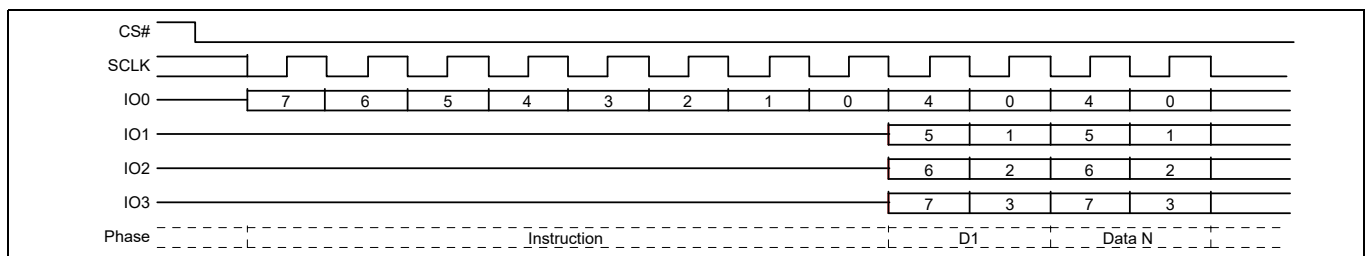 CS#
SCLK
IO0 7 6 5 4 3 2 1 0 4 0 4 0
IO1 5 1 5 1
IO2 6 2 6 2
IO3 7 3 7 3
Phase Instruction D1 Data N